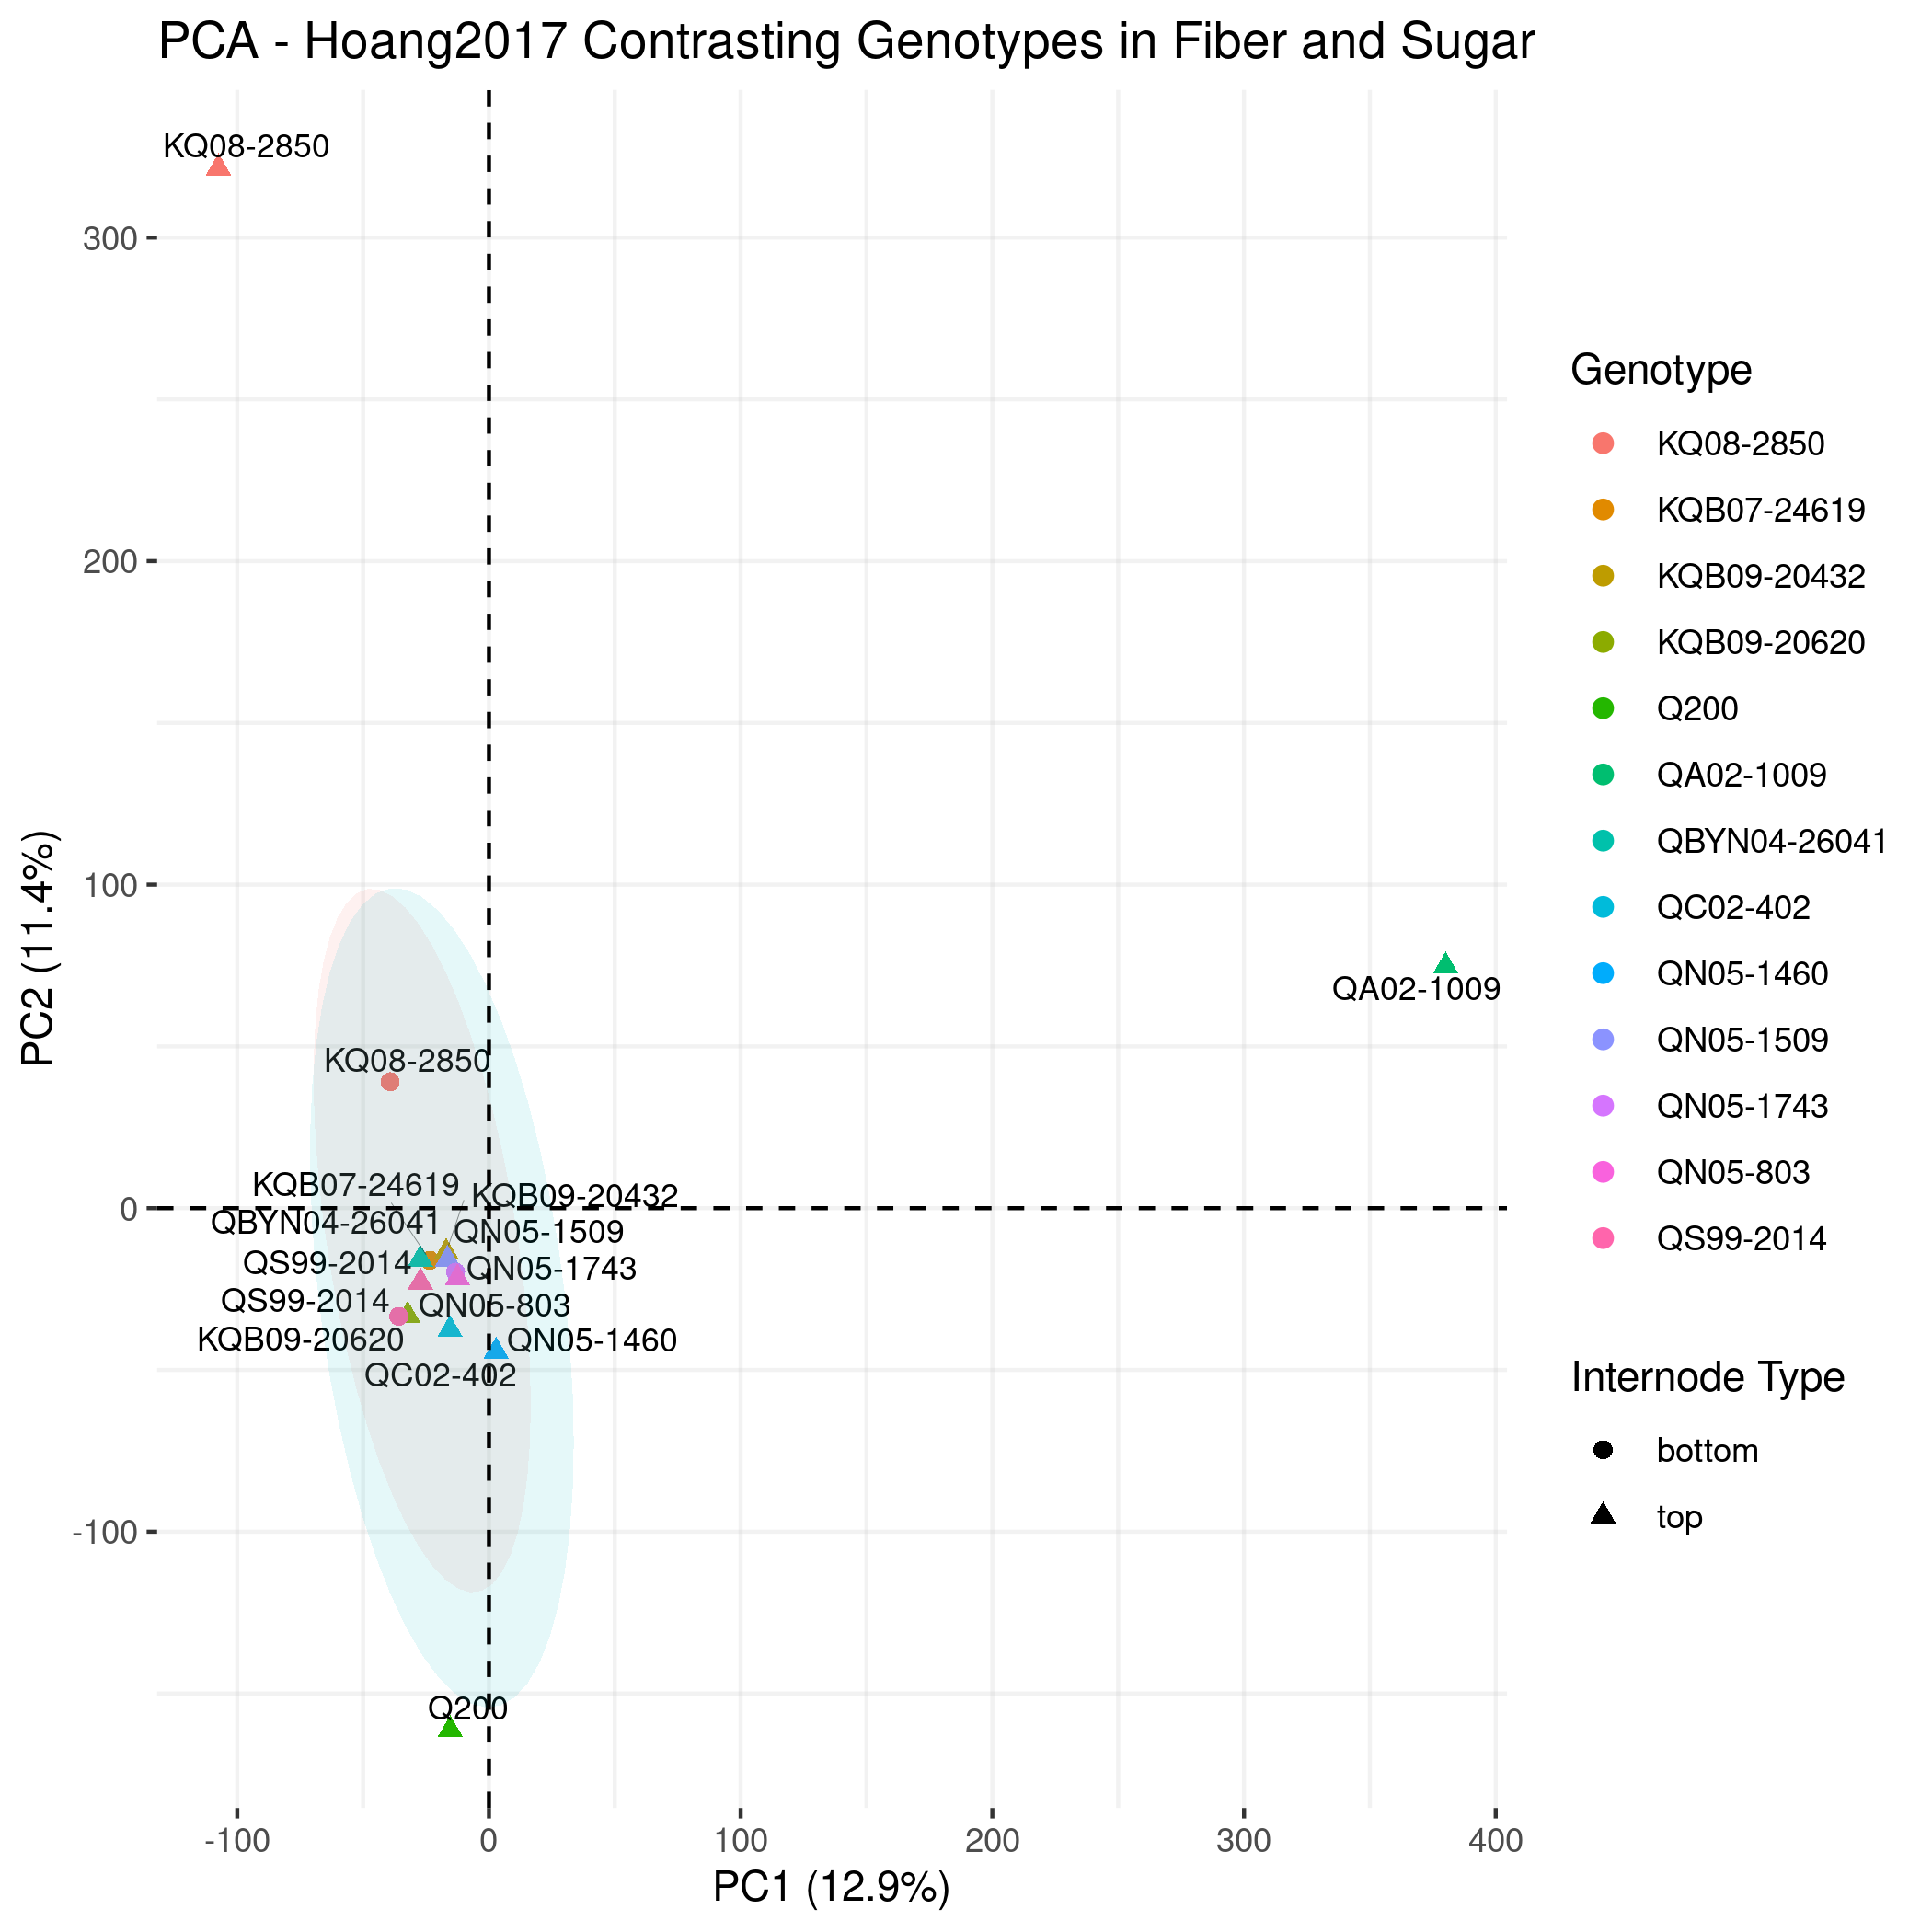 PCA - Hoang2017 Contrasting Genotypes in Fiber and Sugar
KQ08-2850
300
200
100
0
-100
PC2 (11.4%)
QA02-1009
KQ08-2850
KQB07-24619
KQB09-20432
QBYN04-26041
QN05-1509
QS99-2014
QN05-1743
QS99-2014
QN05-803
KQB09-20620
QN05-1460
QC02-402
Q200
-100
0
100
200
300
400
PC1 (12.9%)
Genotype
KQ08-2850
KQB07-24619
KQB09-20432
KQB09-20620
Q200
QA02-1009
QBYN04-26041
QC02-402
QN05-1460
QN05-1509
QN05-1743
QN05-803
QS99-2014
Internode Type
bottom
top